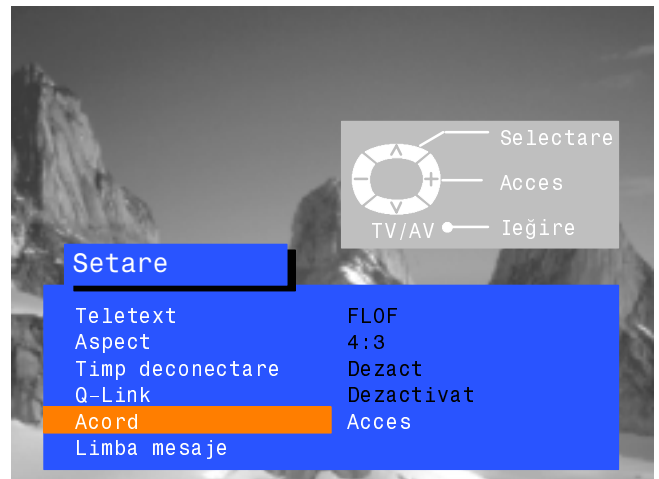 Selectare
Acces
TV/AV Ieğire
Setare
Teletext FLOF
Aspect 4:3
Timp deconectare Dezact
Q-Link Dezactivat
Acord Acces
Limba mesaje